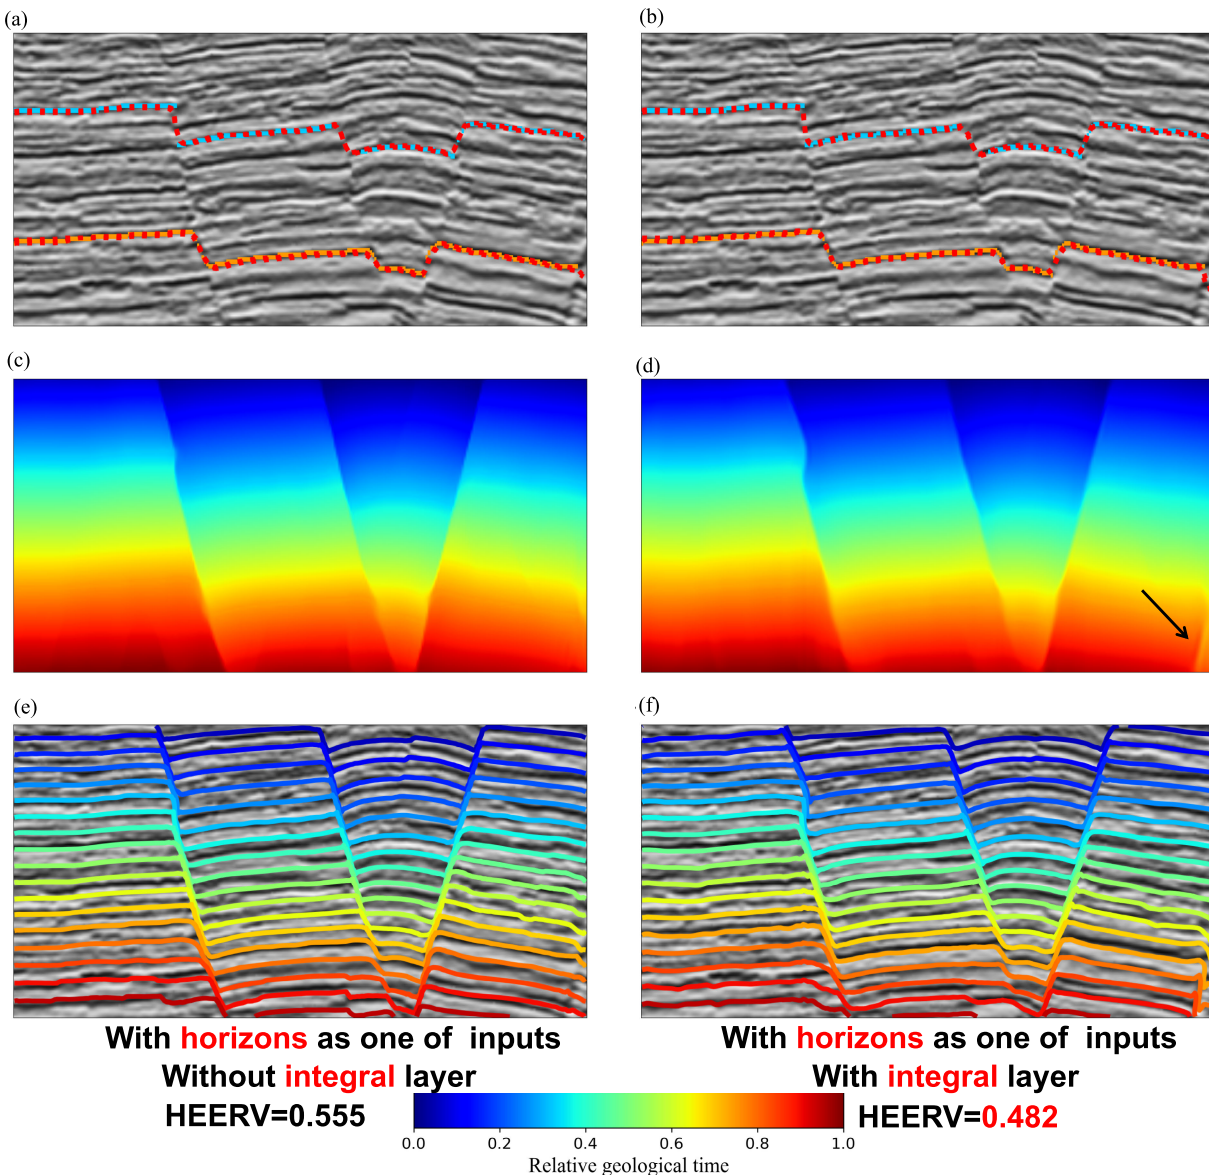 (a)
(b)
(c)
(d)
(e)
(f)
With horizons as one of inputs
Without integral layer
HEERV=0.555
With horizons as one of inputs
With integral layer
HEERV=0.482
0.0 0.2 0.4 0.6 0.8 1.0
Relative geological time